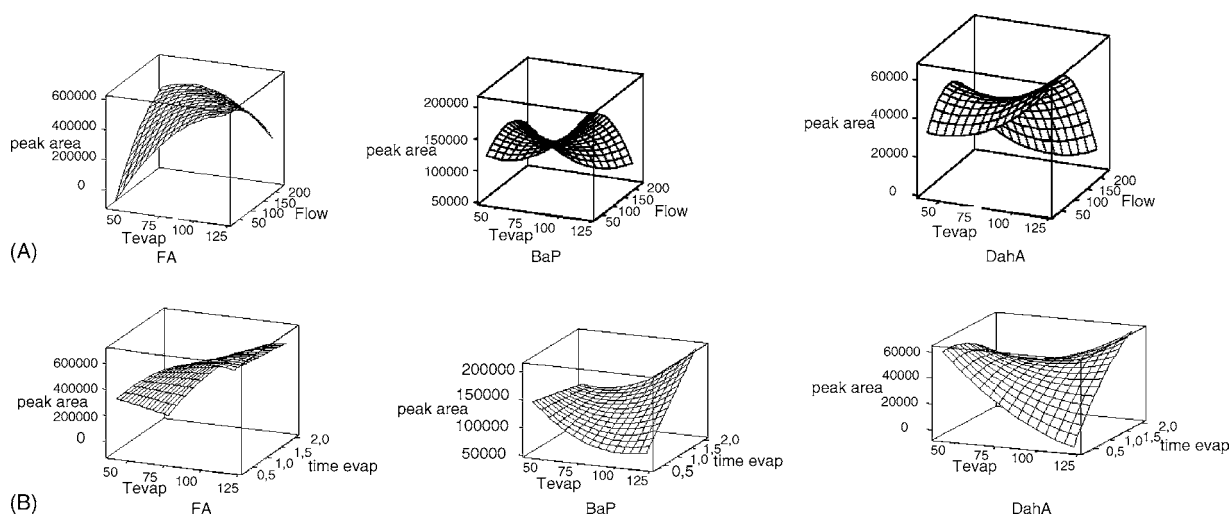 600000
400000
peak area
200000
0
50
75
100
125
Tevap
50
100
150
200
Flow
FA
200000
150000
peak area
100000
50000
50
75
100
125
Tevap
50
100
150
200
Flow
BaP
60000
40000
peak area
20000
0
50
75
100
125
Tevap
50
100
150
200
Flow
DahA
(A)
600000
400000
peak area
200000
0
50
75
100
125
Tevap
0,5
1,0
1,5
2,0
time evap
FA
200000
150000
peak area
100000
50000
50
75
100
125
Tevap
0,5
1,0
1,5
2,0
time evap
BaP
60000
40000
peak area
20000
0
50
75
100
125
Tevap
0,5
1,0
1,5
2,0
time evap
DahA
(B)